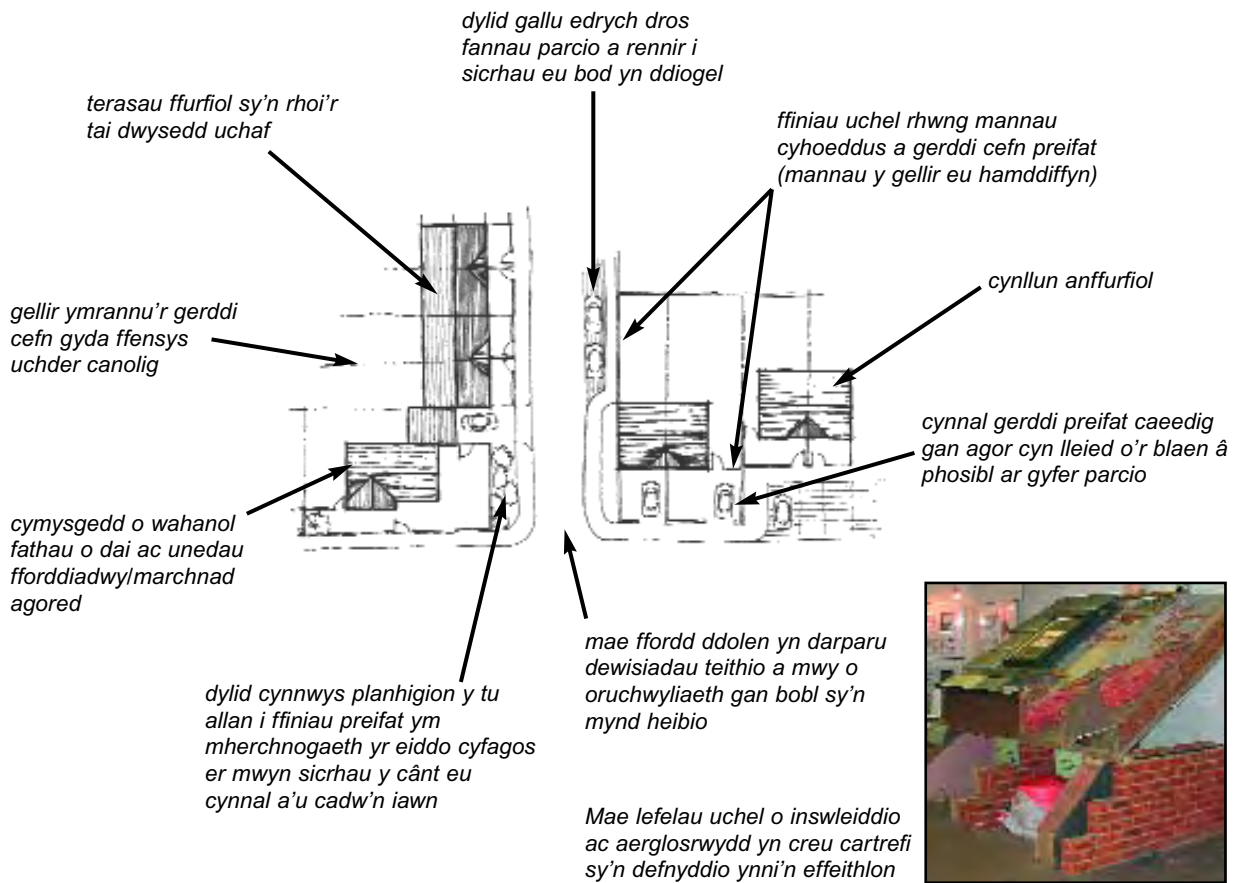 dylid gallu edrych dros
fannau parcio a rennir i
sicrhau eu bod yn ddiogel
terasau ffurfiol sy'n rhoi'r
tai dwysedd uchaf
ffiniau uchel rhwng mannau
cyhoeddus a gerddi cefn preifat
(mannau y gellir eu hamddiffyn)
cynllun anffurfiol
gellir ymrannu'r gerddi
cefn gyda ffensys
uchder canolig
cynnal gerddi preifat caeedig
gan agor cyn lleied o'r blaen â
phosibl ar gyfer parcio
cymysgedd o wahanol
fathau o dai ac unedau
fforddiadwy/marchnad
agored
mae ffordd ddolen yn darparu
dewisiadau teithio a mwy o
oruchwyliaeth gan bobl sy'n
mynd heibio
dylid cynnwys planhigion y tu
allan i ffiniau preifat ym
mherchnogaeth yr eiddo cyfagos
er mwyn sicrhau y cânt eu
cynnal a'u cadw'n iawn
Mae lefelau uchel o inswleiddio
ac aerglosrwydd yn creu cartrefi
sy'n defnyddio ynni'n effeithlon